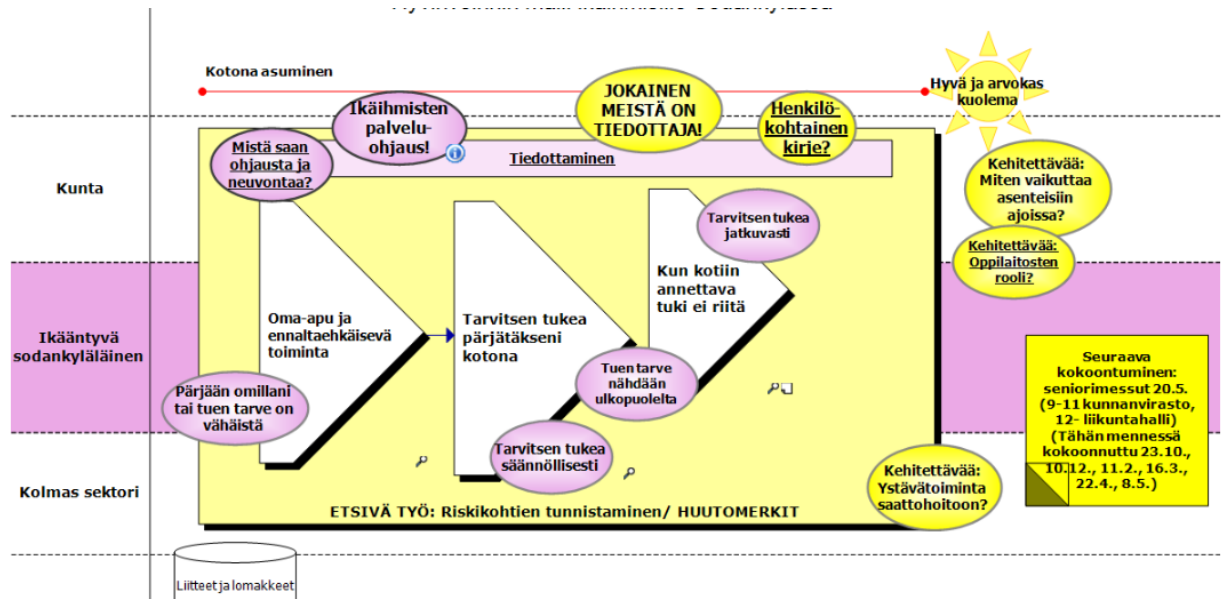 Kotona asuminen
Hyvä ja arvokas
kuolema
JOKAINEN
MEISTÄ ON
TIEDOTTAJA!
Ikäihmisten
palvelu-
ohjaus!
Henkilö-
kohtainen
kirje?
Mistä saan
ohjausta ja
neuvontaa?
Tiedottaminen
Kehitettävää:
Miten vaikuttaa
asenteisiin
ajoissa?
Kunta
Tarvitsen tukea
jatkuvasti
Kehitettävää:
Oppilaitosten
rooli?
Kun kotiin
annettava
tuki ei riitä
Oma-apu ja
ennaltaehkäisevä
toiminta
Tarvitsen tukea
pärjätäkseni
kotona
Ikääntyvä
sodankyläläinen
Pärjään omillani
tai tuen tarve on
vähäistä
Tuen tarve
nähdään
ulkopuolelta
Seuraava
kokoontuminen:
seniorimessut 20.5.
(9-11 kunnanvirasto,
12- liikuntahalli)
(Tähän mennessä
kokoonnuttu 23.10.,
10.12., 11.2., 16.3.,
22.4., 8.5.)
Tarvitsen tukea
säännöllisesti
Kehitettävää:
Ystävätoiminta
saattohoitoon?
Kolmas sektori
ETSIVÄ TYÖ: Riskikohtien tunnistaminen/ HUUTOMERKIT
Liitteet ja lomakkeet